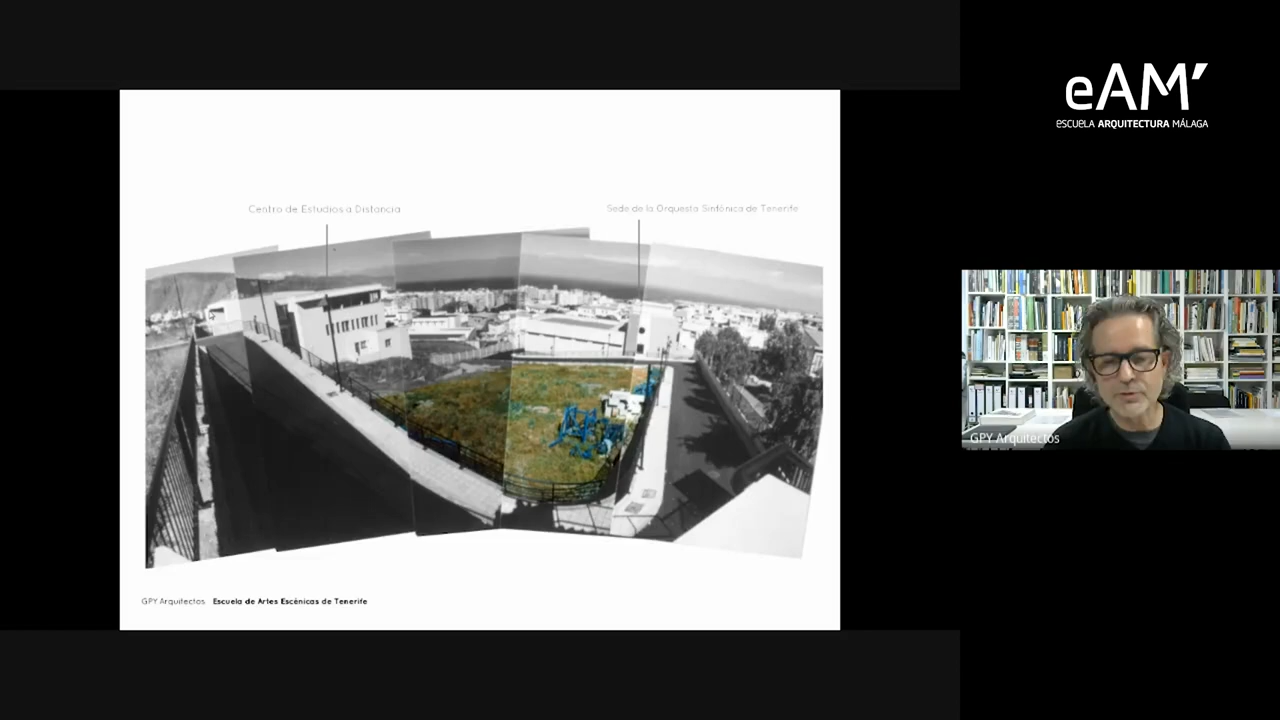 Centro de Estudios a Distancia
Sede de la Orquesta Sinfónica de Tenerife
GPY Arquitectos Escuela de Artes Escénicas de Tenerife
eAM'
escuela ARQUITECTURA MÁLAGA
GPY Arquitectos